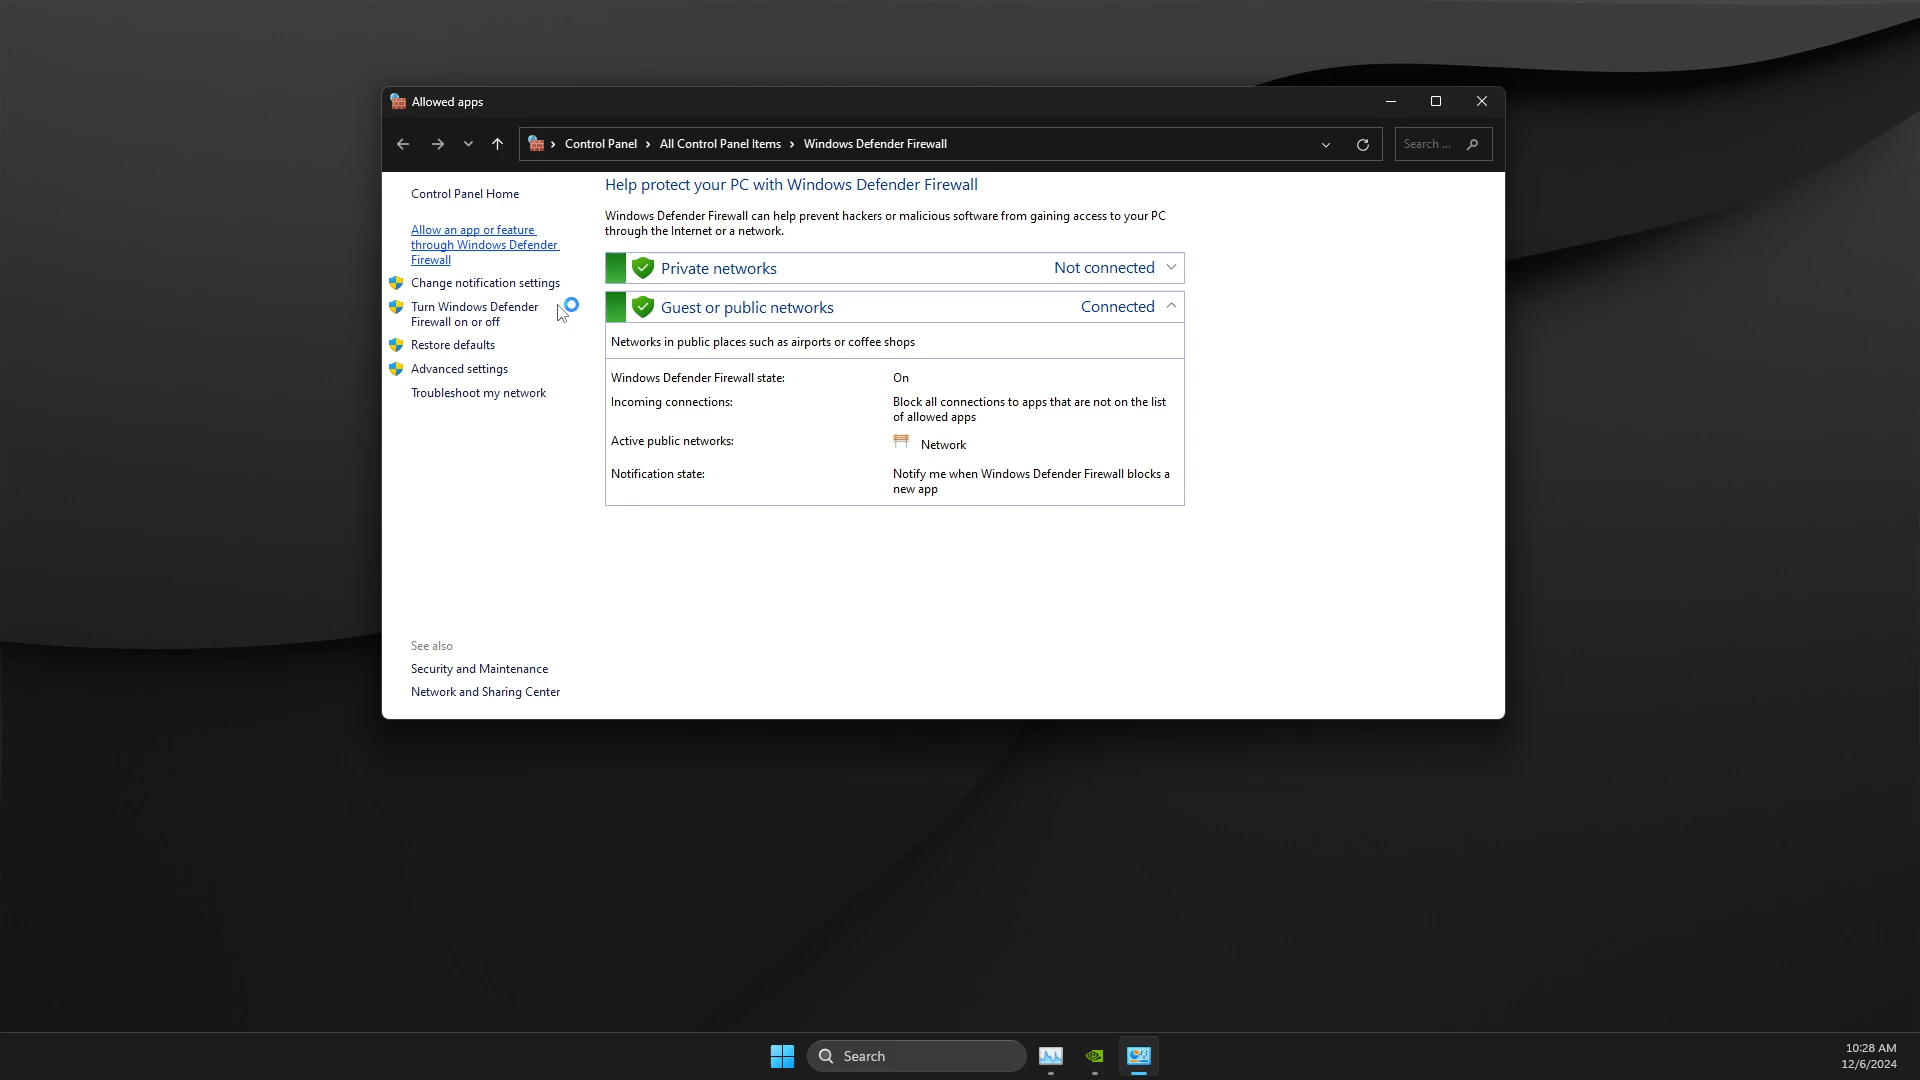 Allowed apps
Control Panel > All Control Panel Items > Windows Defender Firewall
Search ...
Control Panel Home
Allow an app or feature
through Windows Defender
Firewall
Change notification settings
Turn Windows Defender
Firewall on or off
Restore defaults
Advanced settings
Troubleshoot my network
See also
Security and Maintenance
Network and Sharing Center
Help protect your PC with Windows Defender Firewall
Windows Defender Firewall can help prevent hackers or malicious software from gaining access to your PC
through the Internet or a network.
Private networks Not connected
Guest or public networks Connected
Networks in public places such as airports or coffee shops
Windows Defender Firewall state: On
Incoming connections: Block all connections to apps that are not on the list
of allowed apps
Active public networks: Network
Notification state: Notify me when Windows Defender Firewall blocks a
new app
Search
10:28 AM
12/6/2024